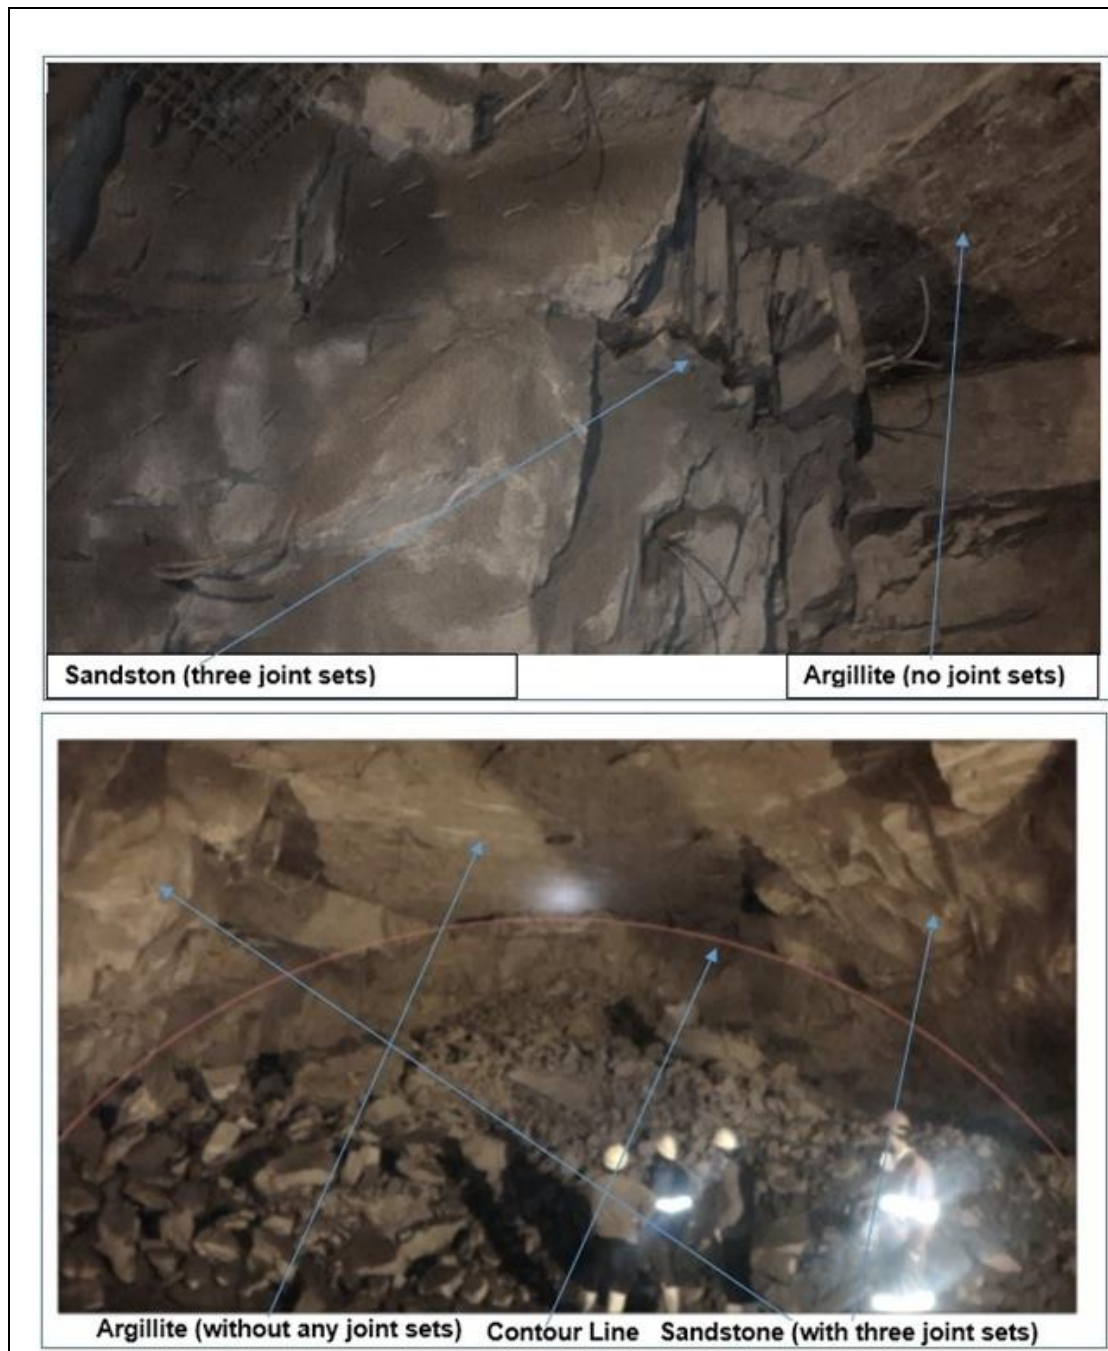 Sandston (three joint sets)
Argillite (no joint sets)
Argillite (without any joint sets)
Contour Line
Sandstone (with three joint sets)